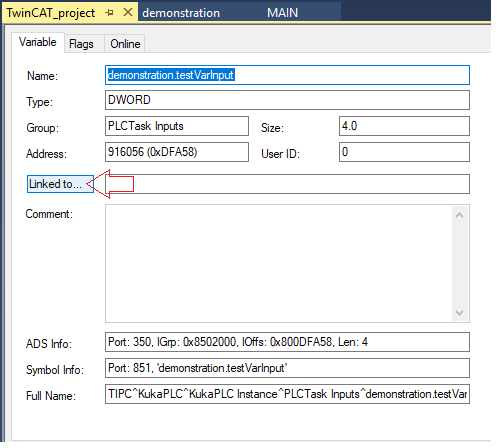 TwinCAT_project demonstration MAIN
Variable Flags Online
Name: demonstration.testVarInput
Type: DWORD
Group: PLCTask Inputs Size: 4.0
Address: 916056 (0xDFA58) User ID: 0
Linked to...
Comment:
ADS Info: Port: 350, IGrp: 0x8502000, IOffs: 0x800DFA58, Len: 4
Symbol Info: Port: 851, 'demonstration.testVarInput'
Full Name: TIPC^KukaPLC^KukaPLC Instance^PLCTask Inputs^demonstration.testVar